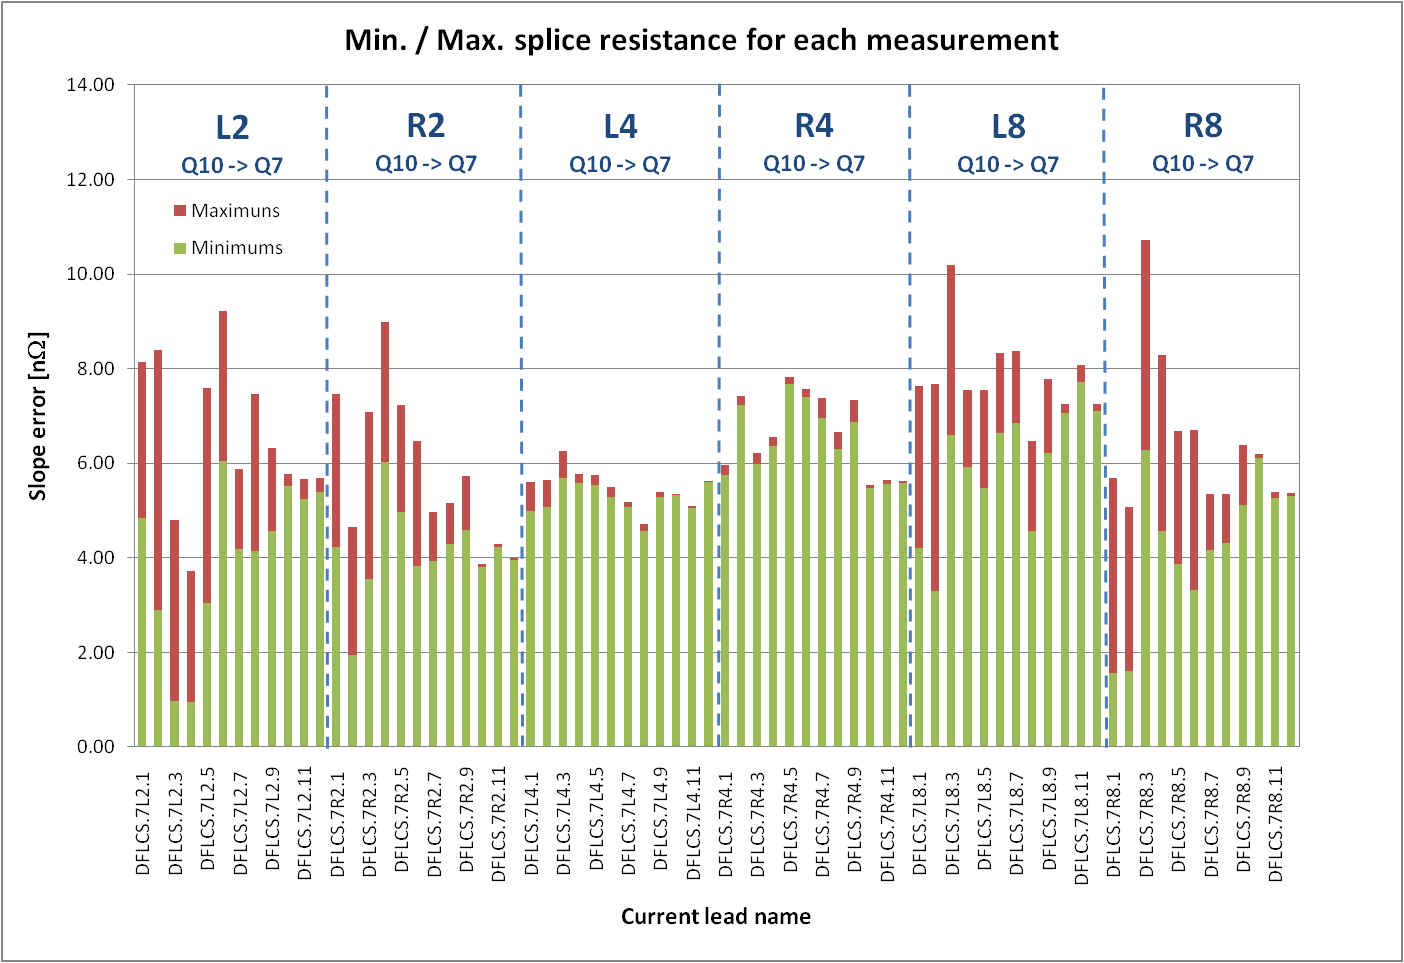 Min. / Max. splice resistance for each measurement
14.00
12.00
10.00
8.00
6.00
4.00
2.00
0.00
Slope error [nΩ]
L2
Q10 -> Q7
R2
Q10 -> Q7
L4
Q10 -> Q7
R4
Q10 -> Q7
L8
Q10 -> Q7
R8
Q10 -> Q7
Maximuns
Minimums
DFLCS.7L2.1
DFLCS.7L2.3
DFLCS.7L2.5
DFLCS.7L2.7
DFLCS.7L2.9
DFLCS.7L2.11
DFLCS.7R2.1
DFLCS.7R2.3
DFLCS.7R2.5
DFLCS.7R2.7
DFLCS.7R2.9
DFLCS.7R2.11
DFLCS.7L4.1
DFLCS.7L4.3
DFLCS.7L4.5
DFLCS.7L4.7
DFLCS.7L4.9
DFLCS.7L4.11
DFLCS.7R4.1
DFLCS.7R4.3
DFLCS.7R4.5
DFLCS.7R4.7
DFLCS.7R4.9
DFLCS.7R4.11
DFLCS.7L8.1
DFLCS.7L8.3
DFLCS.7L8.5
DFLCS.7L8.7
DFLCS.7L8.9
DFLCS.7L8.11
DFLCS.7R8.1
DFLCS.7R8.3
DFLCS.7R8.5
DFLCS.7R8.7
DFLCS.7R8.9
DFLCS.7R8.11
Current lead name